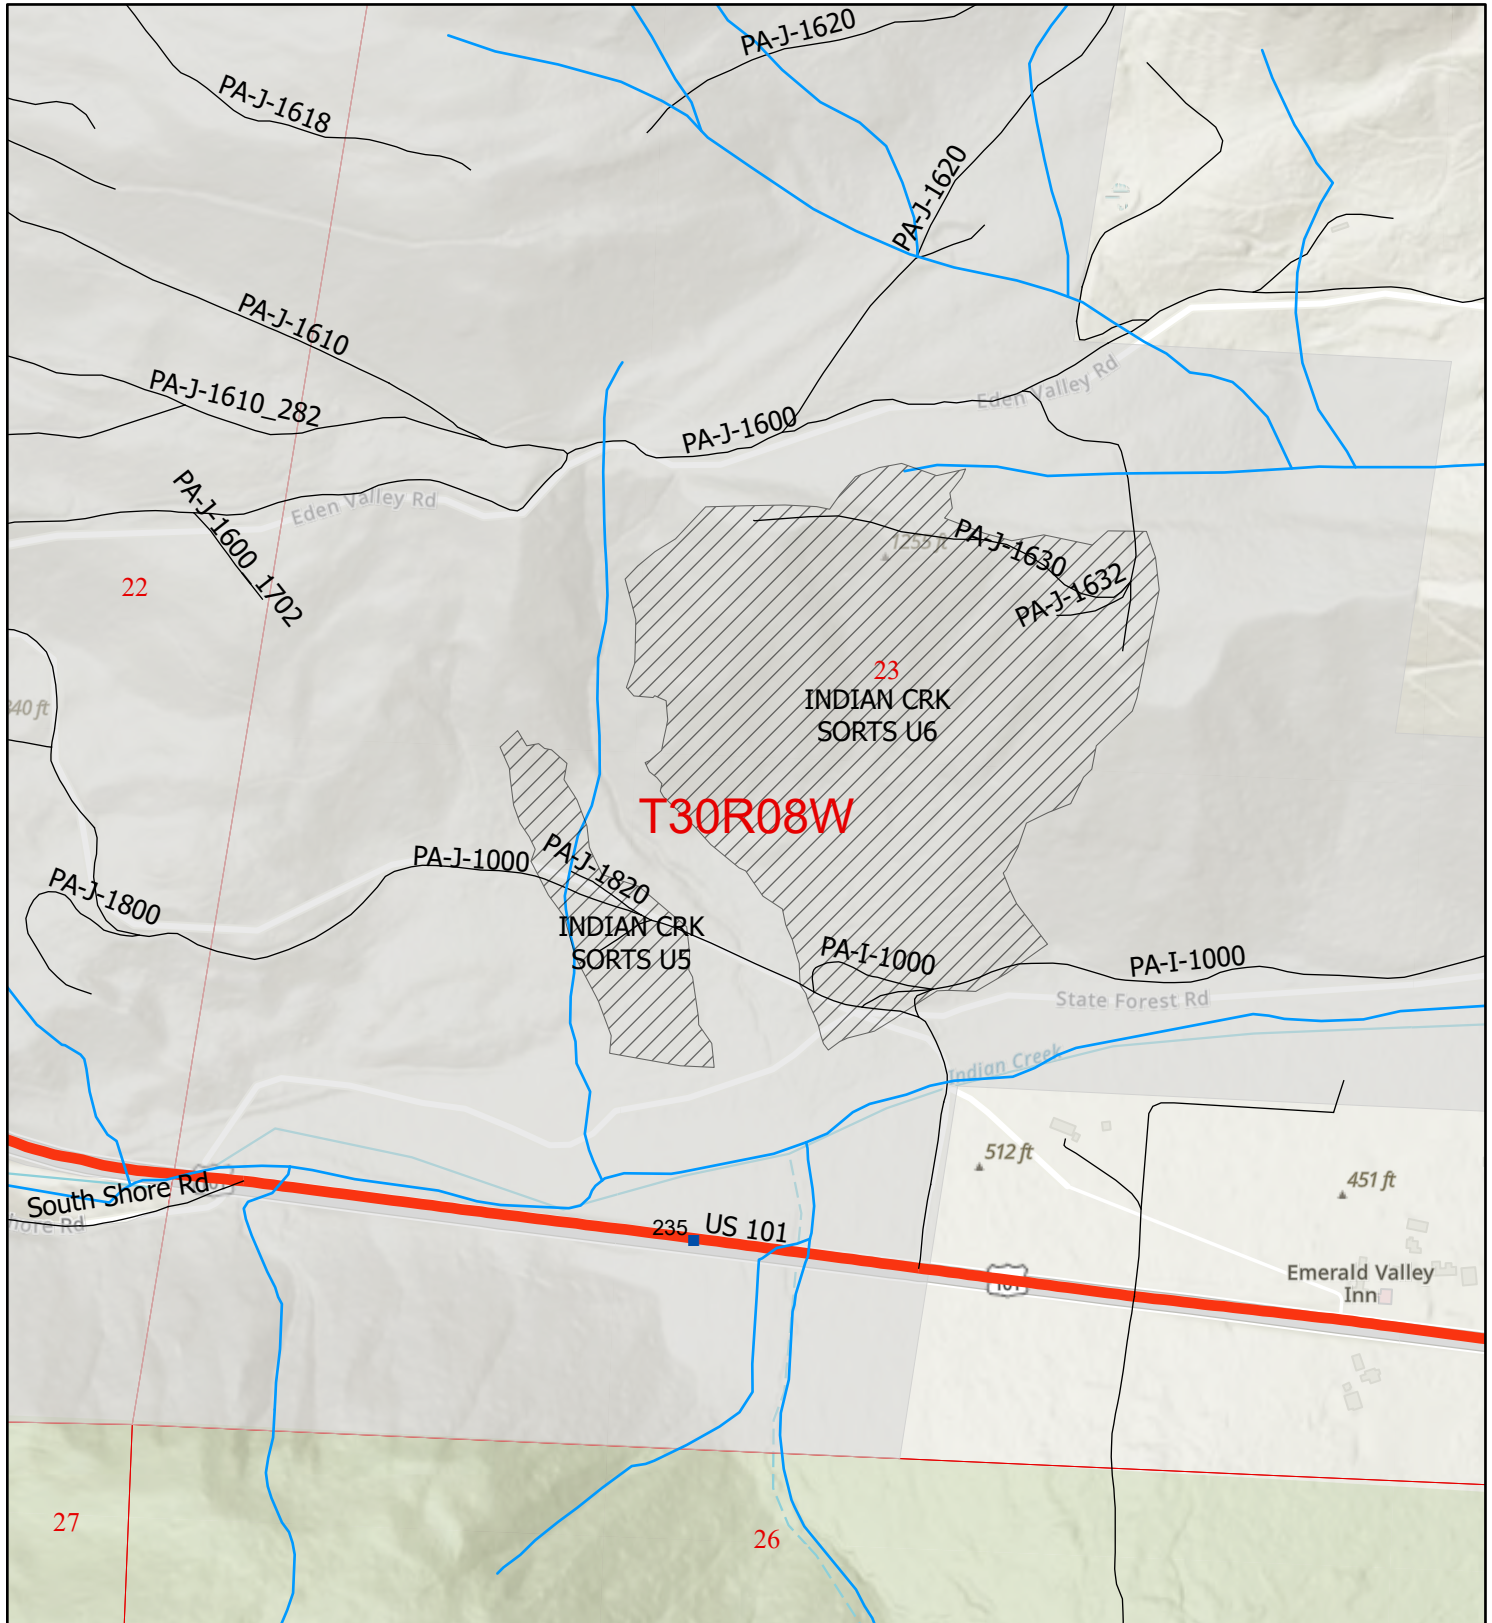 PA-J-1620
PA-J-1618
PA-J-1620
PA-J-1610
PA-J-1610_282
Eden Valley Rd
PA-J-1600
Eden Valley Rd
PA-J-1600_1702
1255 ft
PA-J-1630
PA-J-1632
22
23
INDIAN CRK
SORTS U6
40 ft
T30R08W
PA-J-1000
PA-J-1820
PA-J-1800
INDIAN CRK
SORTS U5
PA-I-1000
PA-I-1000
State Forest Rd
Indian Creek
512 ft
451 ft
South Shore Rd
hore Rd
235
US 101
101
Emerald Valley
Inn
27
26